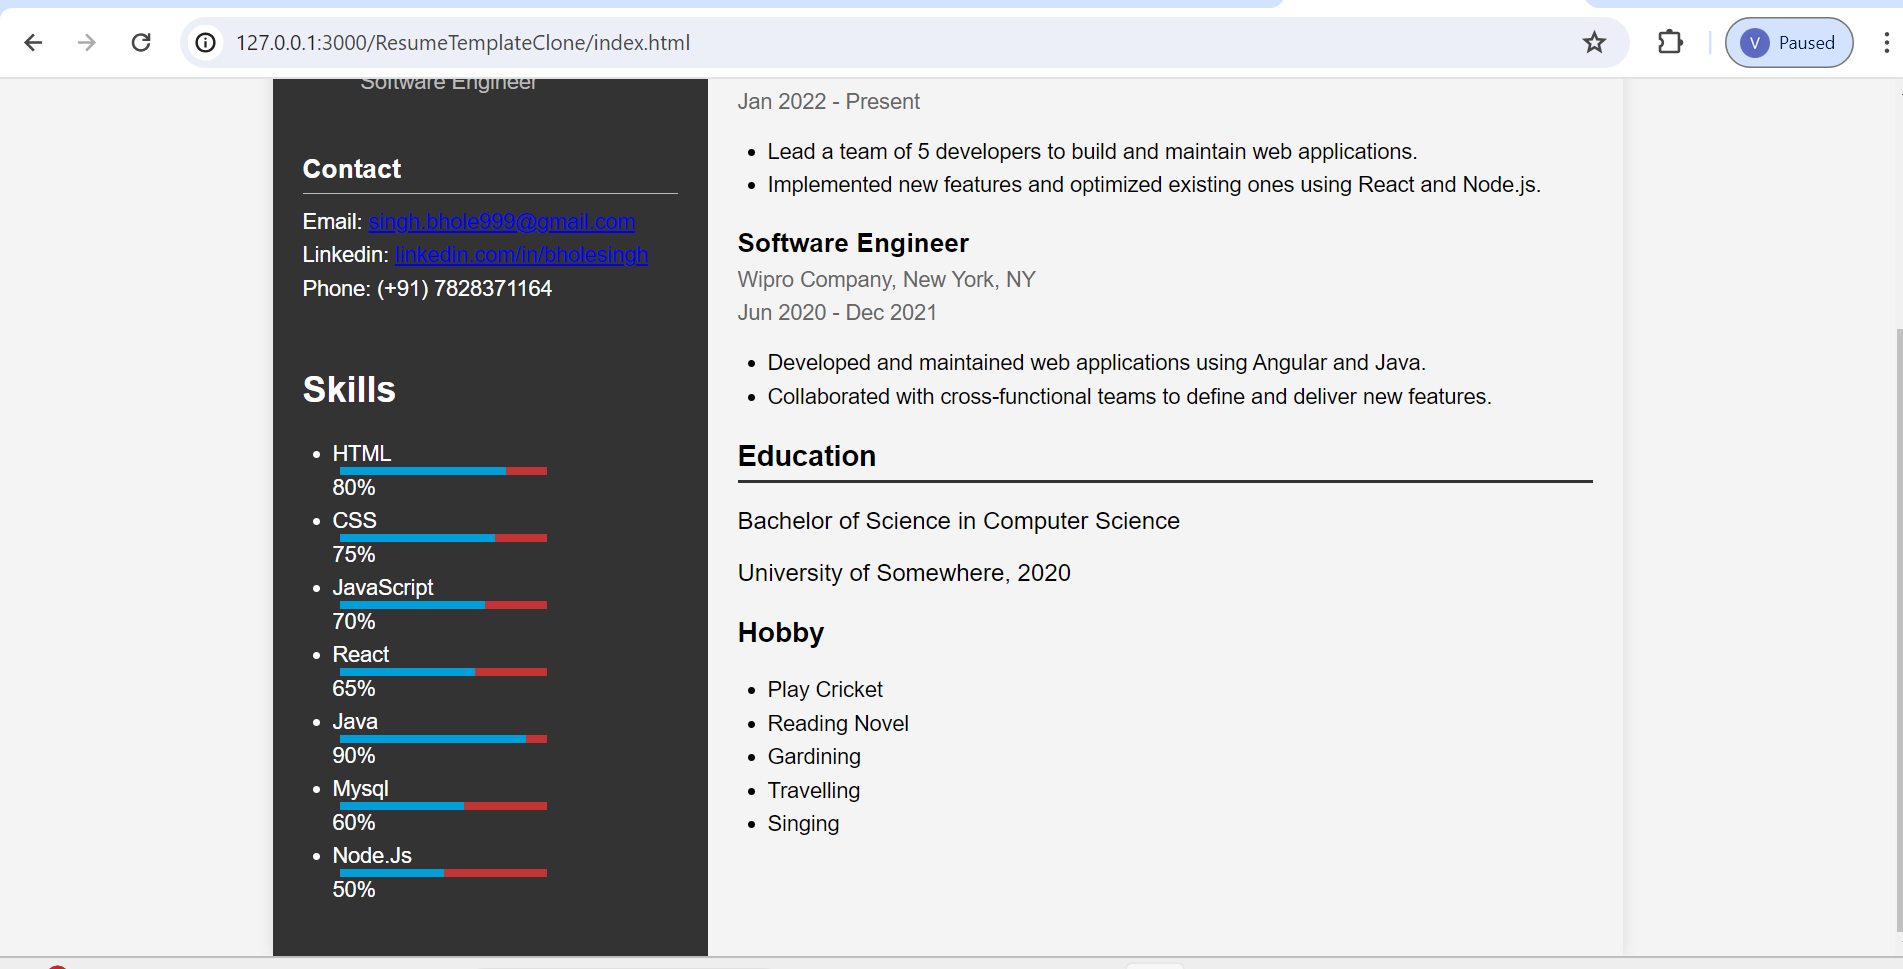 127.0.0.1:3000/ResumeTemplateClone/index.html
V Paused
Software Engineer
Contact
Email: singh.bhole999@gmail.com
Linkedin: linkedin.com/in/bholesingh
Phone: (+91) 7828371164
Skills
HTML
80%
CSS
75%
JavaScript
70%
React
65%
Java
90%
Mysql
60%
Node.Js
50%
Jan 2022 - Present
Lead a team of 5 developers to build and maintain web applications.
Implemented new features and optimized existing ones using React and Node.js.
Software Engineer
Wipro Company, New York, NY
Jun 2020 - Dec 2021
Developed and maintained web applications using Angular and Java.
Collaborated with cross-functional teams to define and deliver new features.
Education
Bachelor of Science in Computer Science
University of Somewhere, 2020
Hobby
Play Cricket
Reading Novel
Gardining
Travelling
Singing